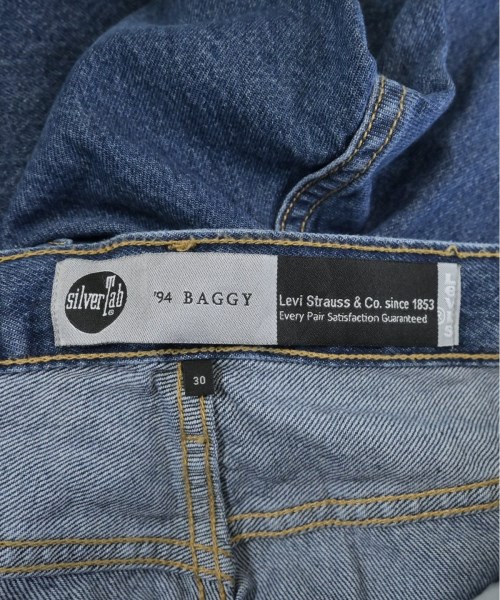 silverTab
'94 BAGGY
Levi Strauss & Co. since 1853
Every Pair Satisfaction Guaranteed
LEVI'S
®
30